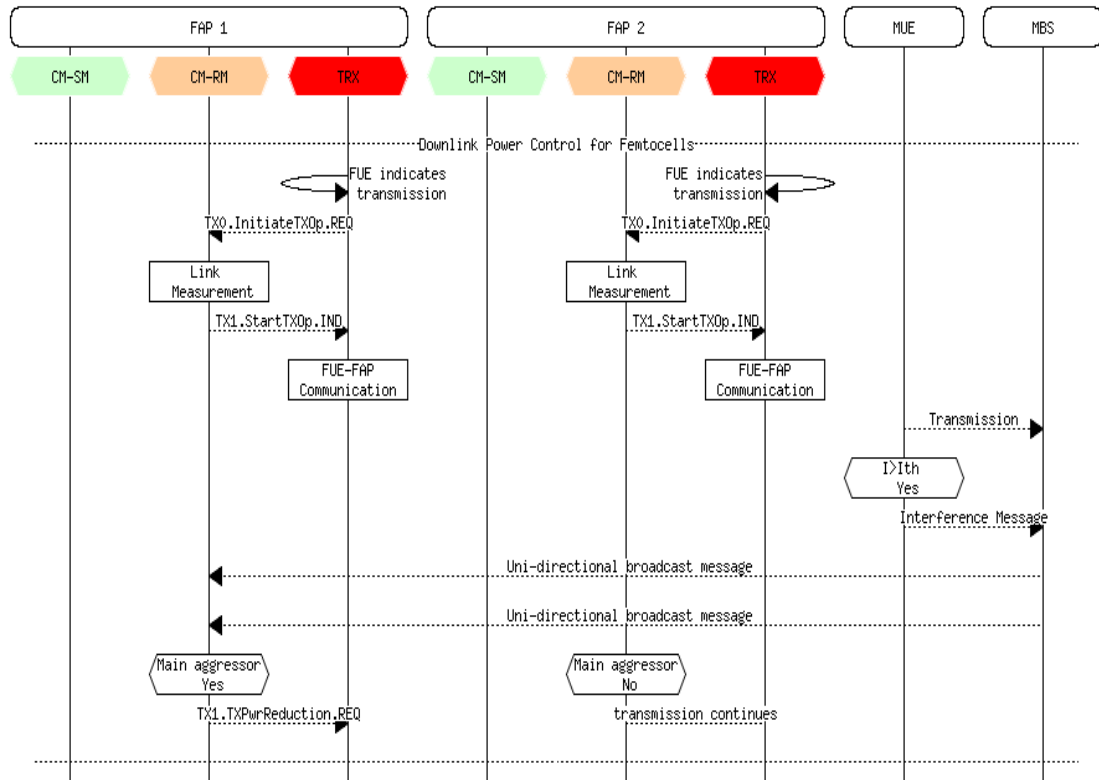 FAP 1 FAP 2 MUE MBS
CM-SM CM-RM TRX CM-SM CM-RM TRX
Downlink Power Control for Femtocells
FUE indicates
transmission
FUE indicates
transmission
TX0.InitiateTXOp.REQ TX0.InitiateTXOp.REQ
Link
Measurement
Link
Measurement
TX1.StartTXOp.IND TX1.StartTXOp.IND
FUE-FAP
Communication
FUE-FAP
Communication
Transmission
I>Ith
Yes
Interference Message
Uni-directional broadcast message
Uni-directional broadcast message
Main aggressor
Yes
Main aggressor
No
TX1.TXPwrReduction.REQ transmission continues